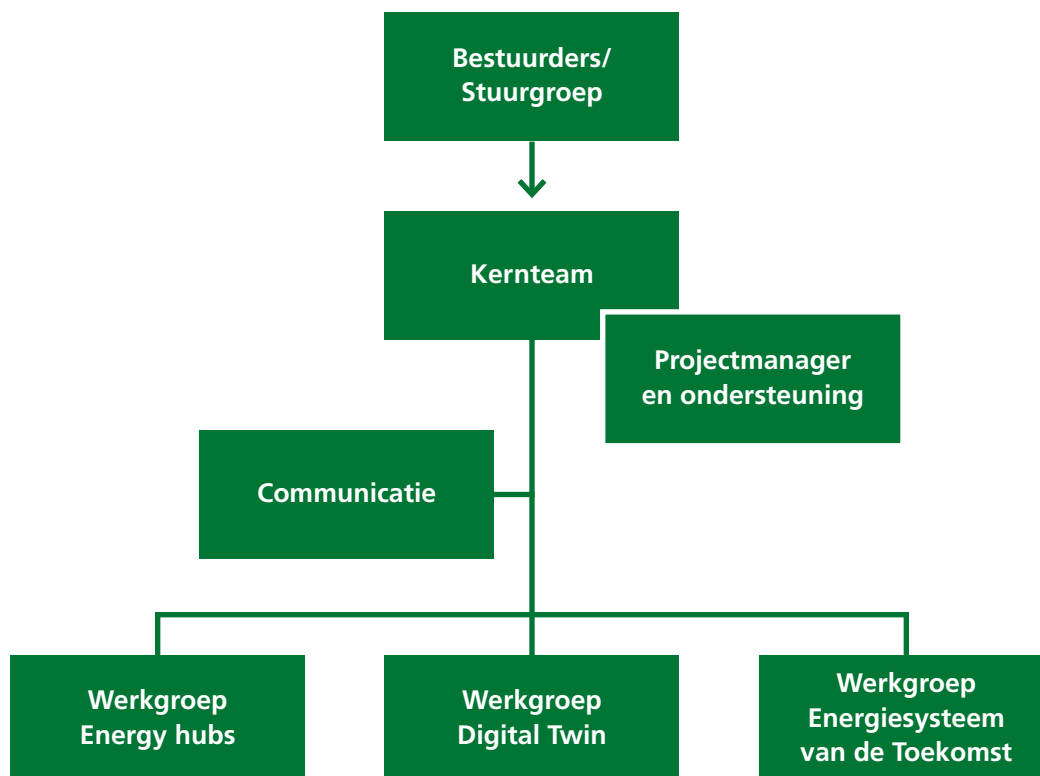 Bestuurders/
Stuurgroep
Kernteam
Projectmanager
en ondersteuning
Communicatie
Werkgroep
Energy hubs
Werkgroep
Digital Twin
Werkgroep
Energiesysteem
van de Toekomst